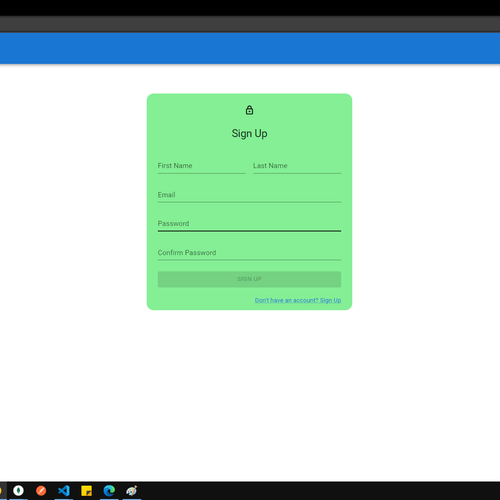 Sign Up
First Name Last Name
Email
Password
Confirm Password
SIGN UP
Don't have an account? Sign Up